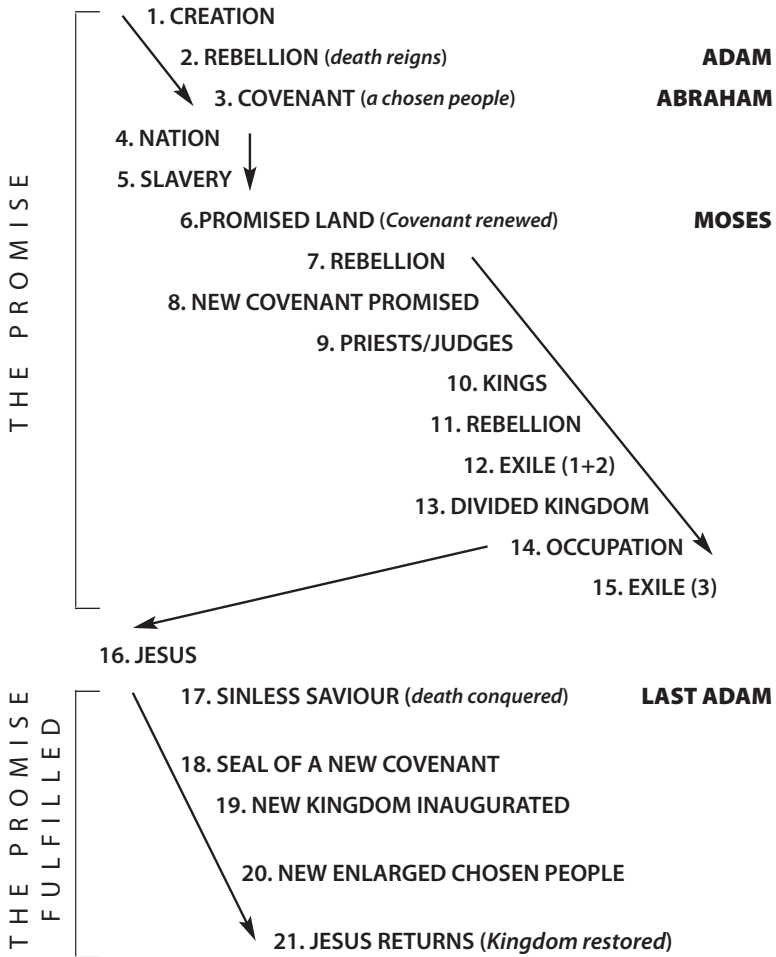 1. CREATION
2. REBELLION (death reigns) ADAM
3. COVENANT (a chosen people) ABRAHAM
4. NATION
5. SLAVERY
6.PROMISED LAND (Covenant renewed) MOSES
7. REBELLION
8. NEW COVENANT PROMISED
9. PRIESTS/JUDGES
10. KINGS
11. REBELLION
12. EXILE (1+2)
13. DIVIDED KINGDOM
14. OCCUPATION
15. EXILE (3)
THE PROMISE
16. JESUS
17. SINLESS SAVIOUR (death conquered) LAST ADAM
18. SEAL OF A NEW COVENANT
19. NEW KINGDOM INAUGURATED
20. NEW ENLARGED CHOSEN PEOPLE
21. JESUS RETURNS (Kingdom restored)
THE PROMISE
FULFILLED